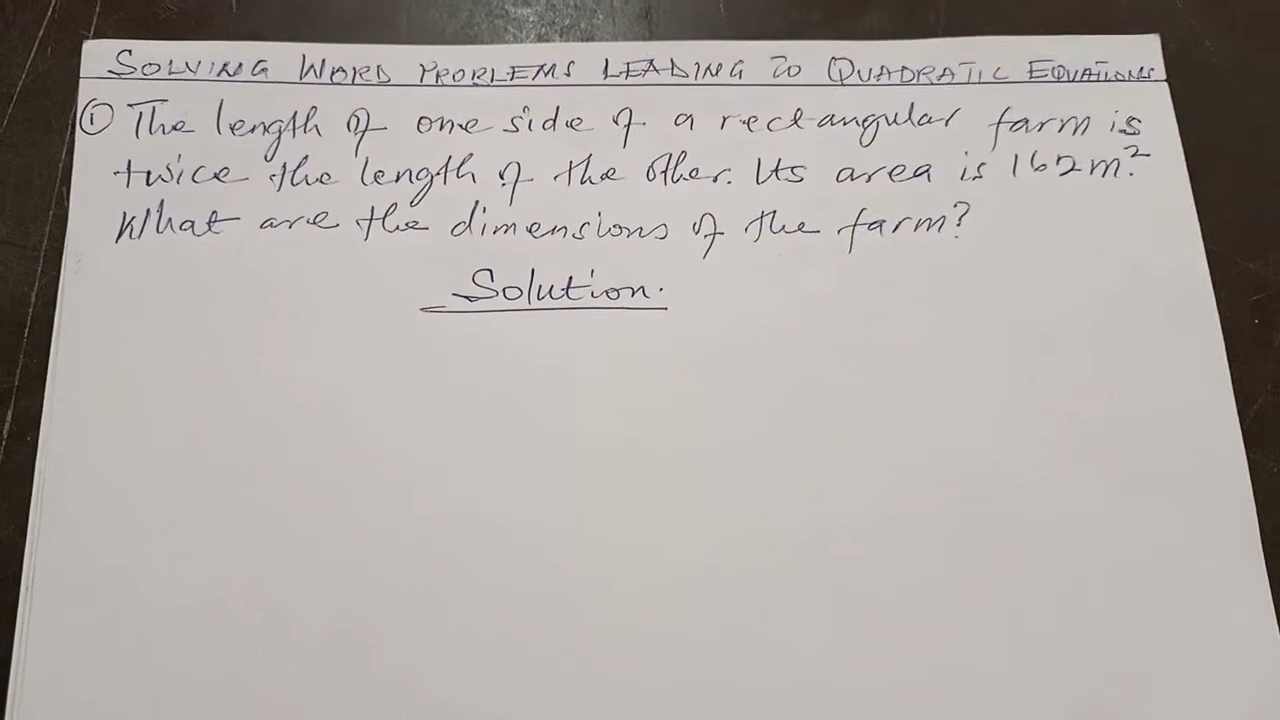 SOLVING WORD PROBLEMS LEADING TO QUADRATIC EQUATIONS
① The length of one side of a rectangular farm is
twice the length of the other. Its area is 162m².
What are the dimensions of the farm?
Solution.